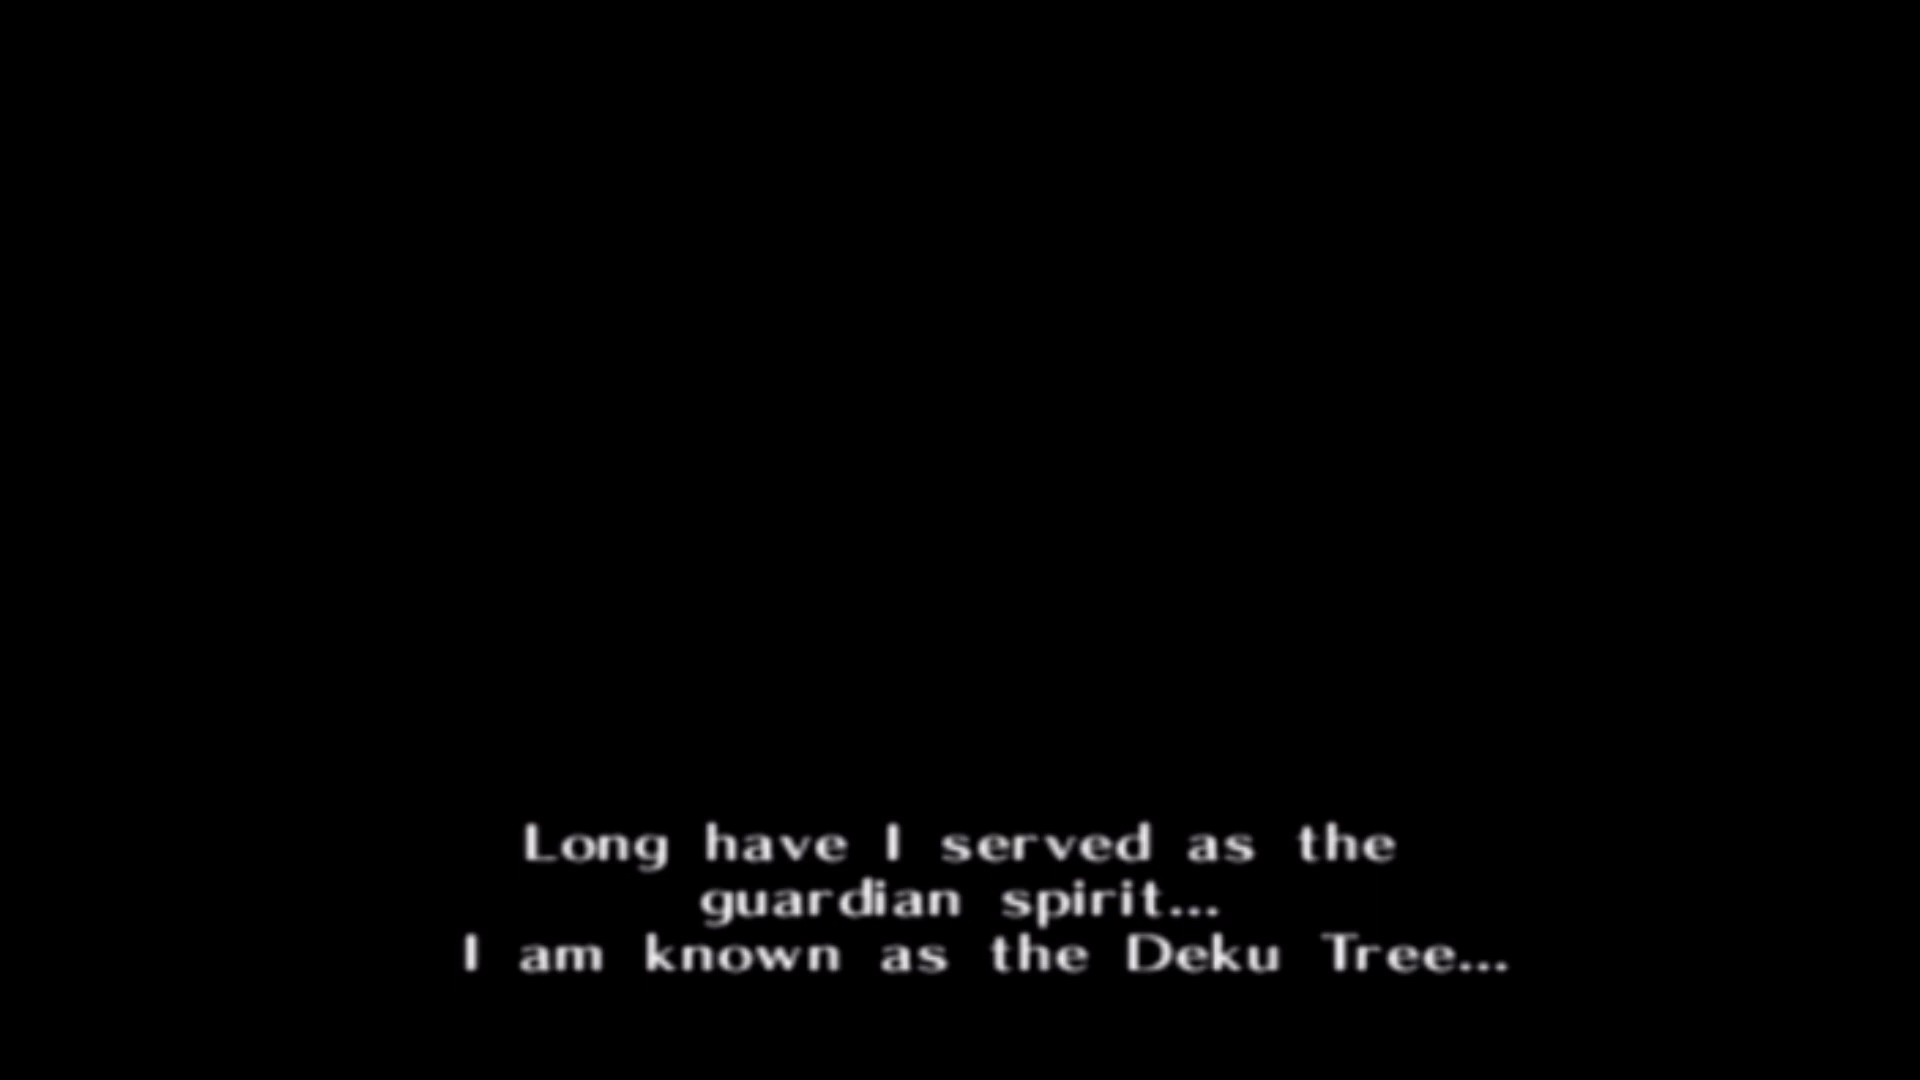 Long have I served as the
guardian spirit...
I am known as the Deku Tree...